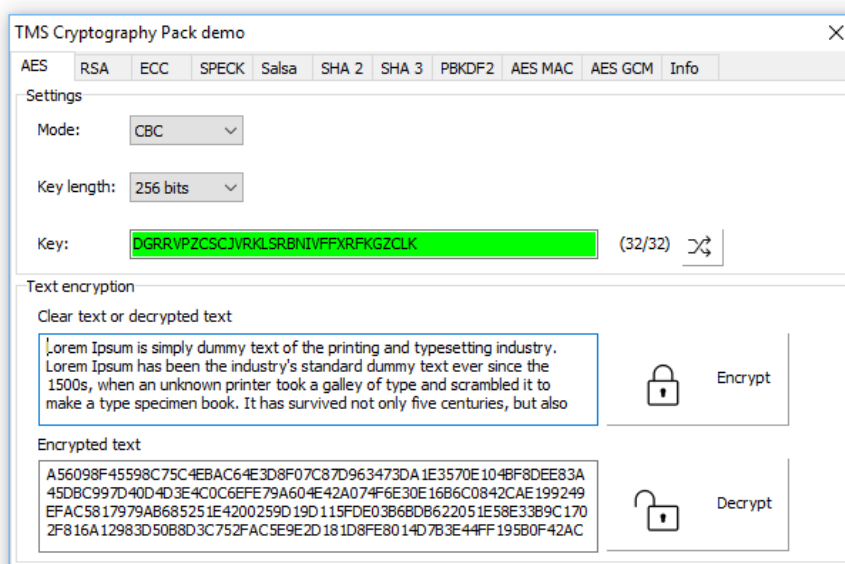 TMS Cryptography Pack demo
AES RSA ECC SPECK Salsa SHA 2 SHA 3 PBKDF2 AES MAC AES GCM Info
Settings
Mode: CBC
Key length: 256 bits
Key: DGRRVPZCSCJVRKLSRBNIVFFXRFKGZCLK (32/32)
Text encryption
Clear text or decrypted text
Lorem Ipsum is simply dummy text of the printing and typesetting industry.
Lorem Ipsum has been the industry's standard dummy text ever since the
1500s, when an unknown printer took a galley of type and scrambled it to
make a type specimen book. It has survived not only five centuries, but also
Encrypt
Encrypted text
A56098F45598C75C4EBAC64E3D8F07C87D963473DA1E3570E104BF8DEE83A
45DBC997D40D4D3E4C0C6EFE79A604E42A074F6E30E16B6C0842CAE199249
EFAC5817979AB685251E4200259D19D115FDE03B6BDB622051E58E33B9C170
2F816A12983D50B8D3C752FAC5E9E2D181D8FE8014D7B3E44FF195B0F42AC
Decrypt